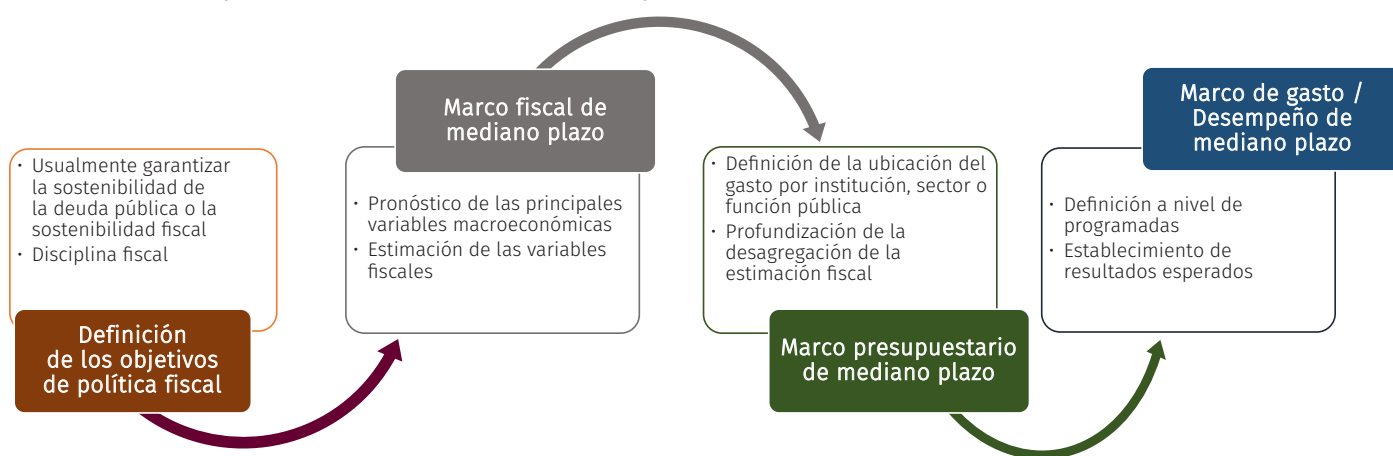 · Usualmente garantizar
la sostenibilidad de
la deuda pública o la
sostenibilidad fiscal
· Disciplina fiscal
Definición
de los objetivos
de política fiscal
Marco fiscal de
mediano plazo
· Pronóstico de las principales
variables macroeconómicas
· Estimación de las variables
fiscales
· Definición de la ubicación del
gasto por institución, sector o
función pública
· Profundización de la
desagregación de la
estimación fiscal
Marco presupuestario
de mediano plazo
Marco de gasto /
Desempeño de
mediano plazo
· Definición a nivel de
programadas
· Establecimiento de
resultados esperados